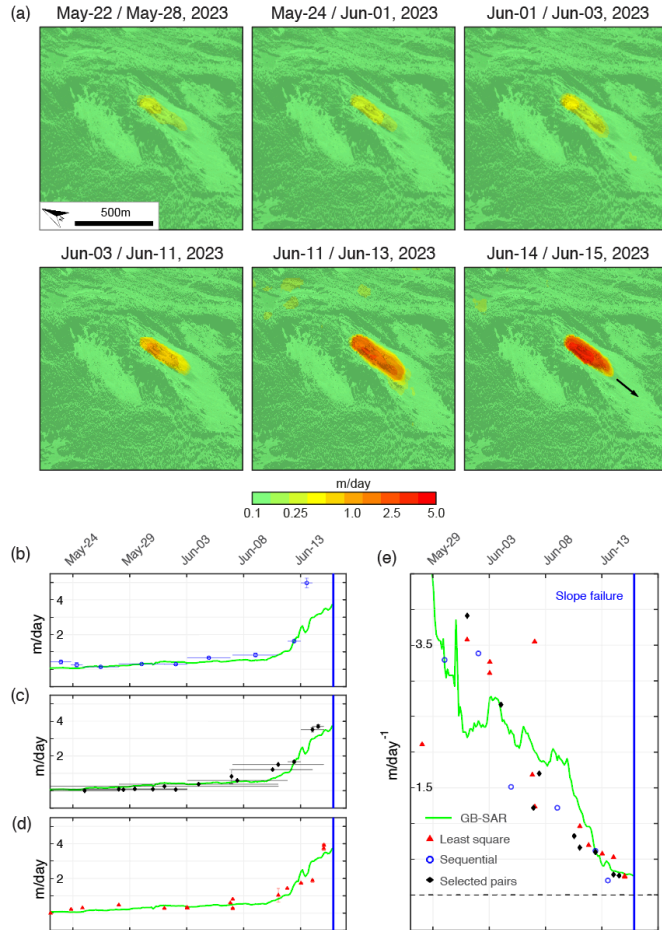 (a)
May-22 / May-28, 2023
May-24 / Jun-01, 2023
Jun-01 / Jun-03, 2023
500m
Jun-03 / Jun-11, 2023
Jun-11 / Jun-13, 2023
Jun-14 / Jun-15, 2023
m/day
0.1 0.25 1.0 2.5 5.0
May-24 May-29 Jun-03 Jun-08 Jun-13
(b)
4
2
m/day
(c)
4
2
m/day
(d)
4
2
m/day
May-29 Jun-03 Jun-08 Jun-13
(e)
Slope failure
3.5
m/day-1
1.5
GB-SAR
Least square
Sequential
Selected pairs